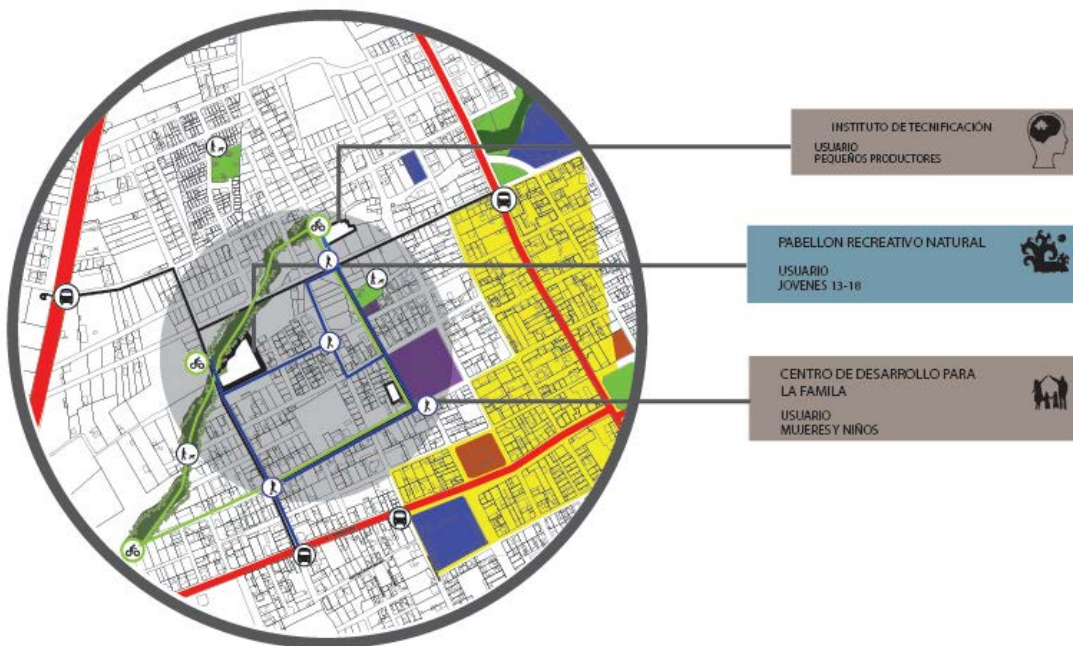 INSTITUTO DE TECNIFICACIÓN
USUARIO
PEQUEÑOS PRODUCTORES
PABELLON RECREATIVO NATURAL
USUARIO
JOVENES 13-18
CENTRO DE DESARROLLO PARA
LA FAMILA
USUARIO
MUJERES Y NIÑOS